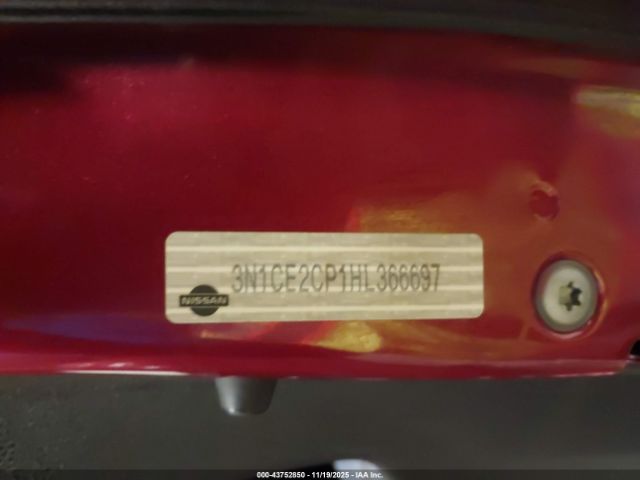 3N1CE2CP1HL366697
NISSAN
000-43752850 - 11/19/2025 - IAA Inc.